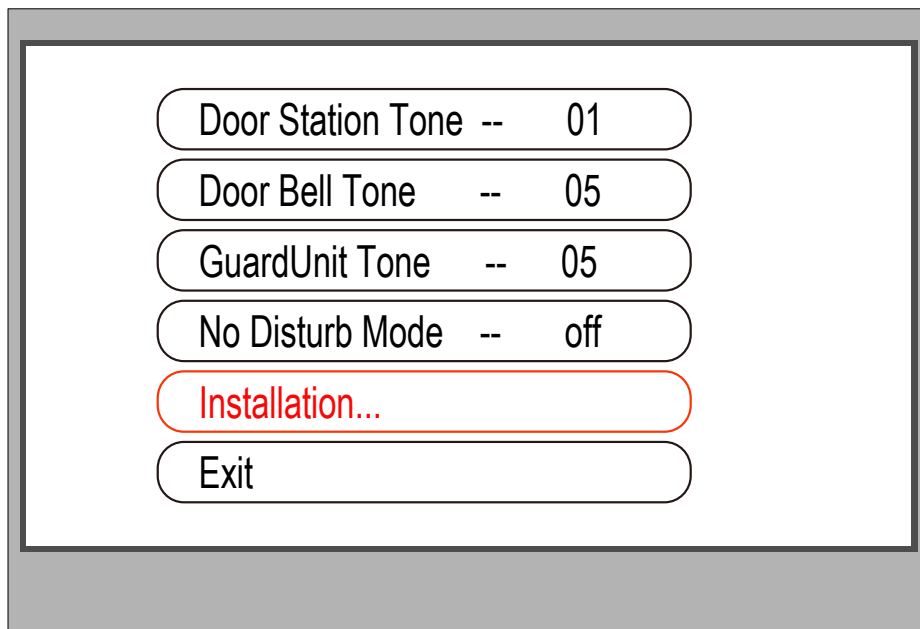 Door Station Tone -- 01
Door Bell Tone -- 05
GuardUnit Tone -- 05
No Disturb Mode -- off
Installation...
Exit